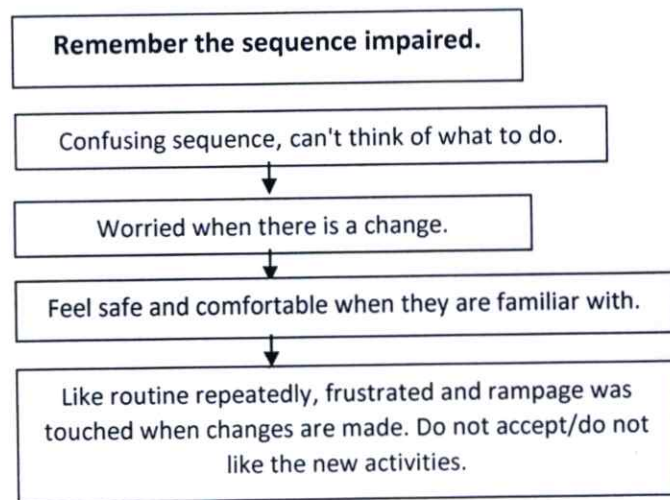 Remember the sequence impaired.
Confusing sequence, can't think of what to do.
Worried when there is a change.
Feel safe and comfortable when they are familiar with.
Like routine repeatedly, frustrated and rampage was
touched when changes are made. Do not accept/do not
like the new activities.